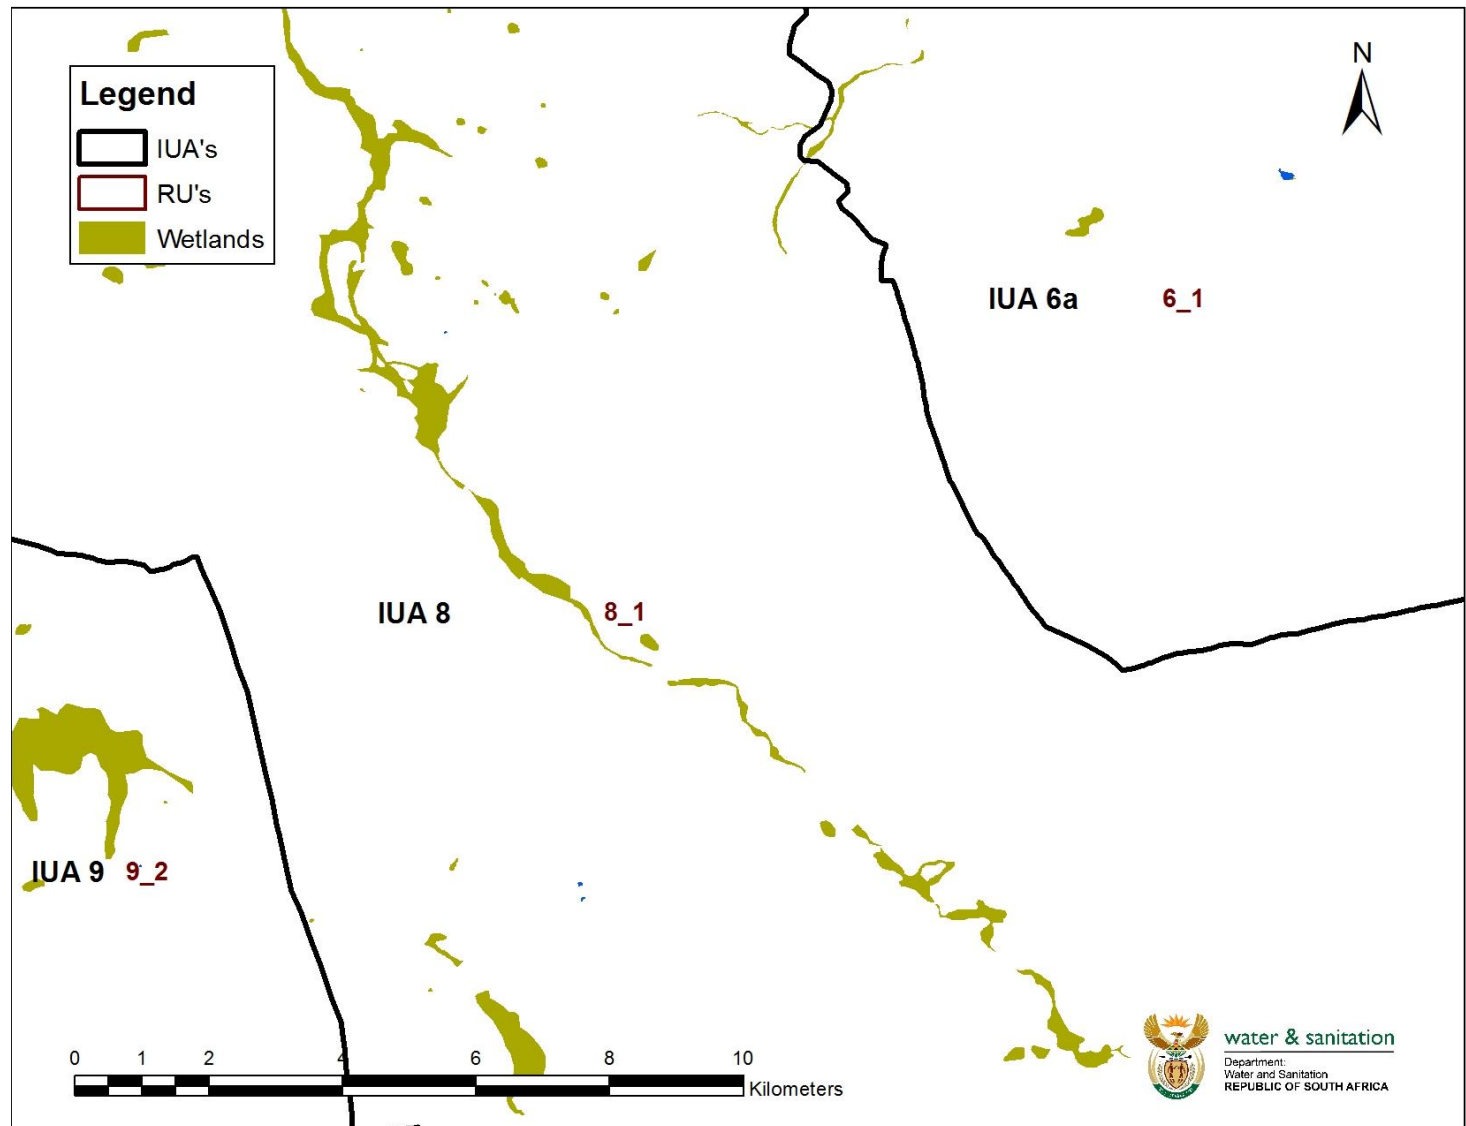 N
Legend
IUA's
RU's
Wetlands
IUA 6a 6_1
IUA 8 8_1
IUA 9 9_2
0 1 2 4 6 8 10
Kilometers
water & sanitation
Department:
Water and Sanitation
REPUBLIC OF SOUTH AFRICA